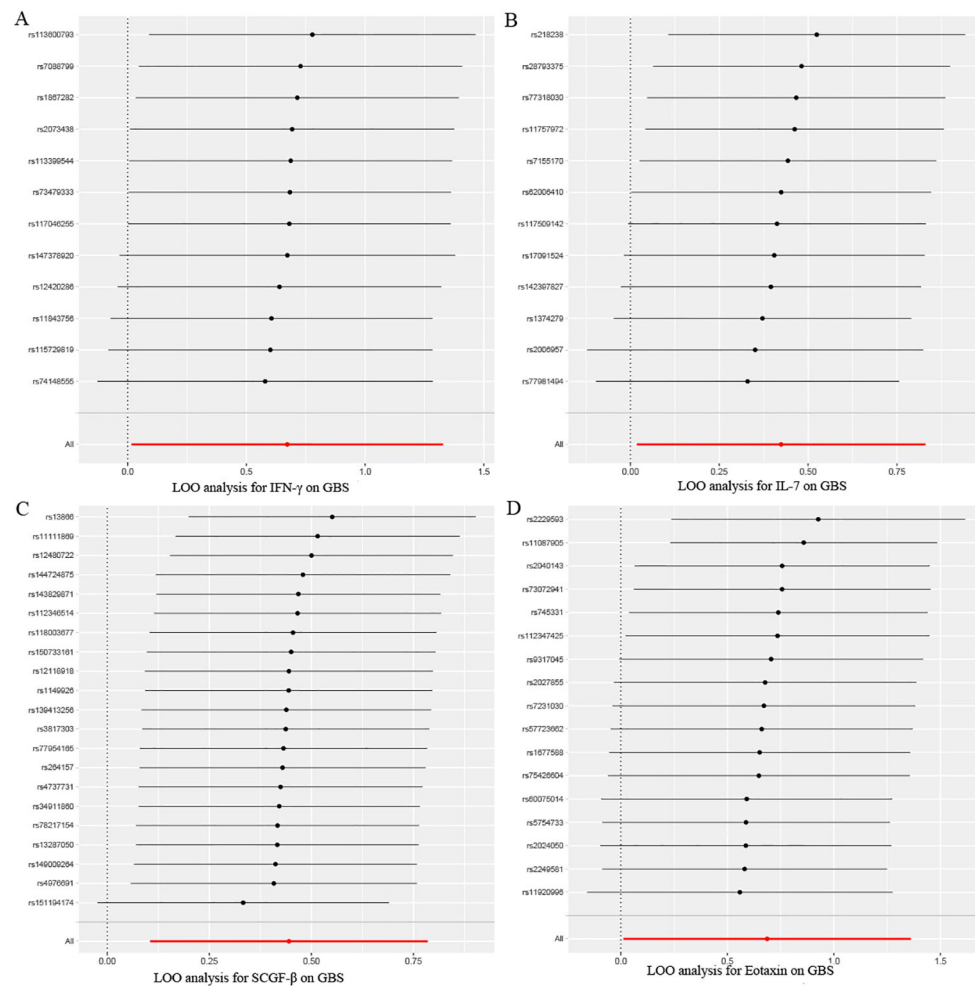 A
rs113600793
rs7088799
rs1867282
rs2073438
rs113399544
rs73479333
rs117046255
rs147378920
rs12420286
rs11843756
rs115729819
rs74148555
All
0.0 0.5 1.0 1.5
LOO analysis for IFN-γ on GBS
B
rs218238
rs28793375
rs77318030
rs11757972
rs7155170
rs62006410
rs117509142
rs17091524
rs142397827
rs1374279
rs2006957
rs77981494
All
0.00 0.25 0.50 0.75
LOO analysis for IL-7 on GBS
C
rs13866
rs11111869
rs12480722
rs144724875
rs143829871
rs112346514
rs118003677
rs150733161
rs12118918
rs1149926
rs139413256
rs3817303
rs77954165
rs264157
rs4737731
rs34911860
rs78217154
rs13287050
rs149009264
rs4976691
rs151194174
All
0.00 0.25 0.50 0.75
LOO analysis for SCGF-β on GBS
D
rs2229593
rs11087905
rs2040143
rs73072941
rs745331
rs112347425
rs9317045
rs2027855
rs7231030
rs57723662
rs1677588
rs75426604
rs60075014
rs5754733
rs2024050
rs2249581
rs11920996
All
0.0 0.5 1.0 1.5
LOO analysis for Eotaxin on GBS